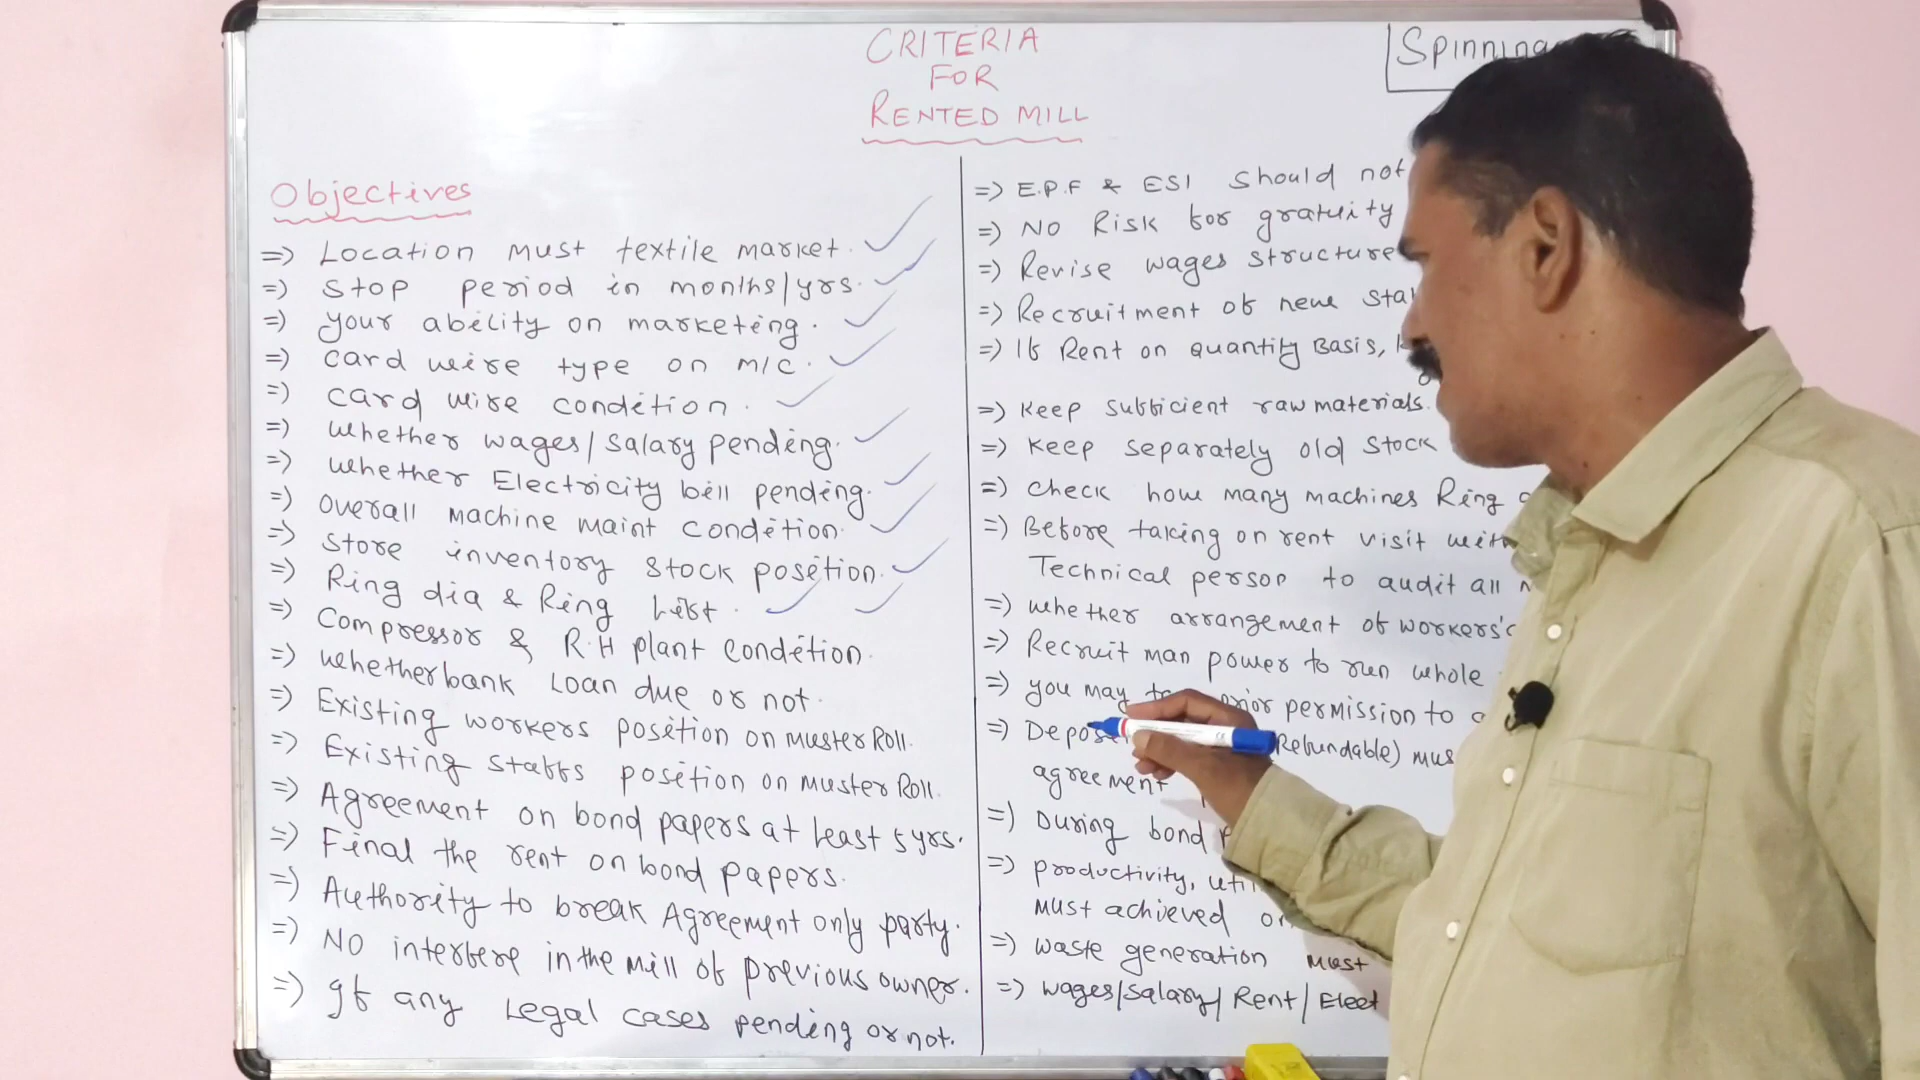 CRITERIA
FOR
RENTED MILL
Spinning
Objectives
=> Location must textile market.
=> Stop period in months/yrs.
=> your ability on marketing.
=> card wire type on m/c.
=> card wire condition.
=> whether wages/salary pending.
=> whether Electricity bill pending.
=> overall machine maint condition.
=> store inventory stock position.
=> Ring dia & Ring
=> Compressor & R.H plant condition.
=> whether bank Loan due or not.
=> Existing workers position on muster Roll.
=> Existing staffs position on muster Roll.
=> Agreement on bond papers at least 5 yrs.
=> Final the rent on bond papers.
=> Authority to break Agreement only party.
=> NO interfere in the mill of previous owner.
=> If any Legal cases pending or not.
=> E.P.F & ESI should not
=> NO Risk for gratuity
=> Revise wages structure
=> Recruitment of new
=> If Rent on quantity Basis,
=> Keep sufficient raw materials.
=> Keep separately old stock
=> check how many machines Ring
=> Before taking on rent visit with
Technical person to audit all
=> whether arrangement of workers's
=> Recruit man power to run whole
=> you may prior permission to
=> (Refundable)
agreement
=> During bond
=> productivity,
must achieved
=> waste generation must
=> wages/salary/Rent/Elect